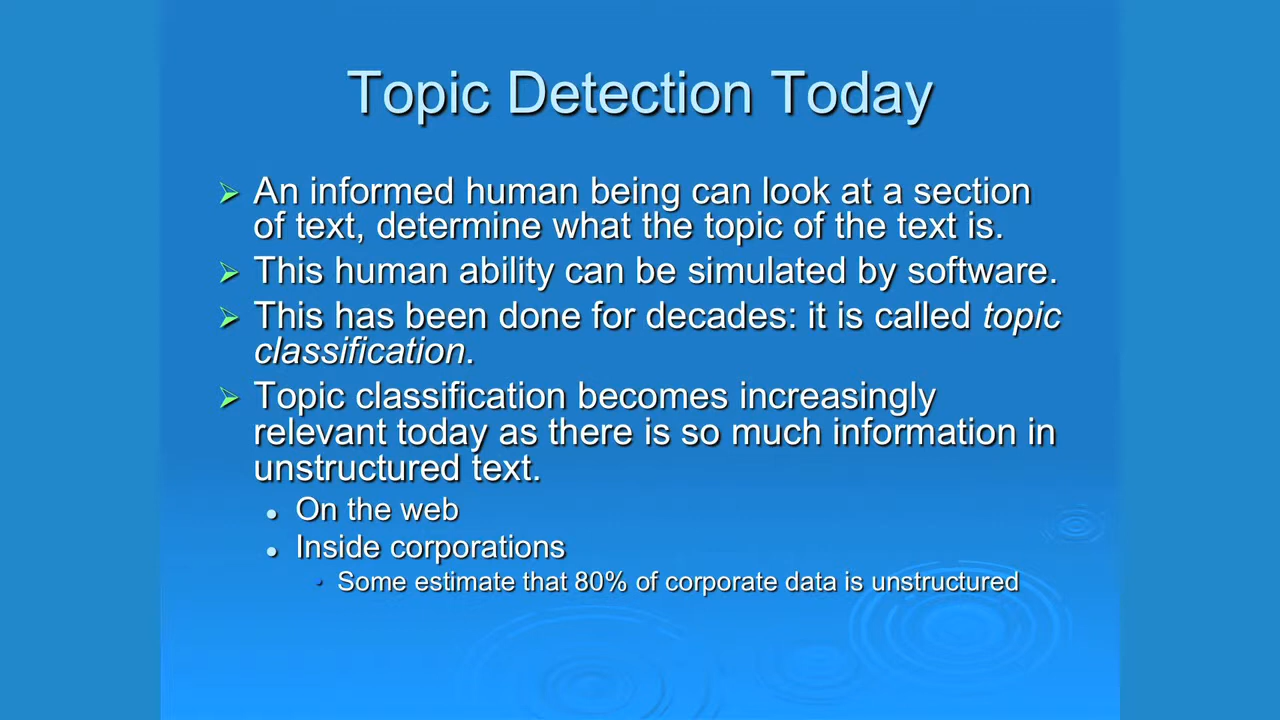 Topic Detection Today
An informed human being can look at a section
of text, determine what the topic of the text is.
This human ability can be simulated by software.
This has been done for decades: it is called topic
classification.
Topic classification becomes increasingly
relevant today as there is so much information in
unstructured text.
On the web
Inside corporations
Some estimate that 80% of corporate data is unstructured